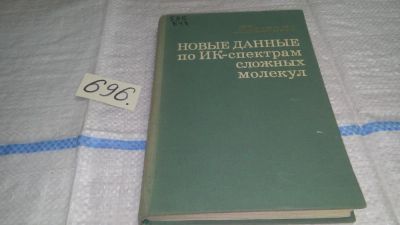 696.
НОВЫЕ ДАННЫЕ
по ИК-спектрам
сложных
молекул